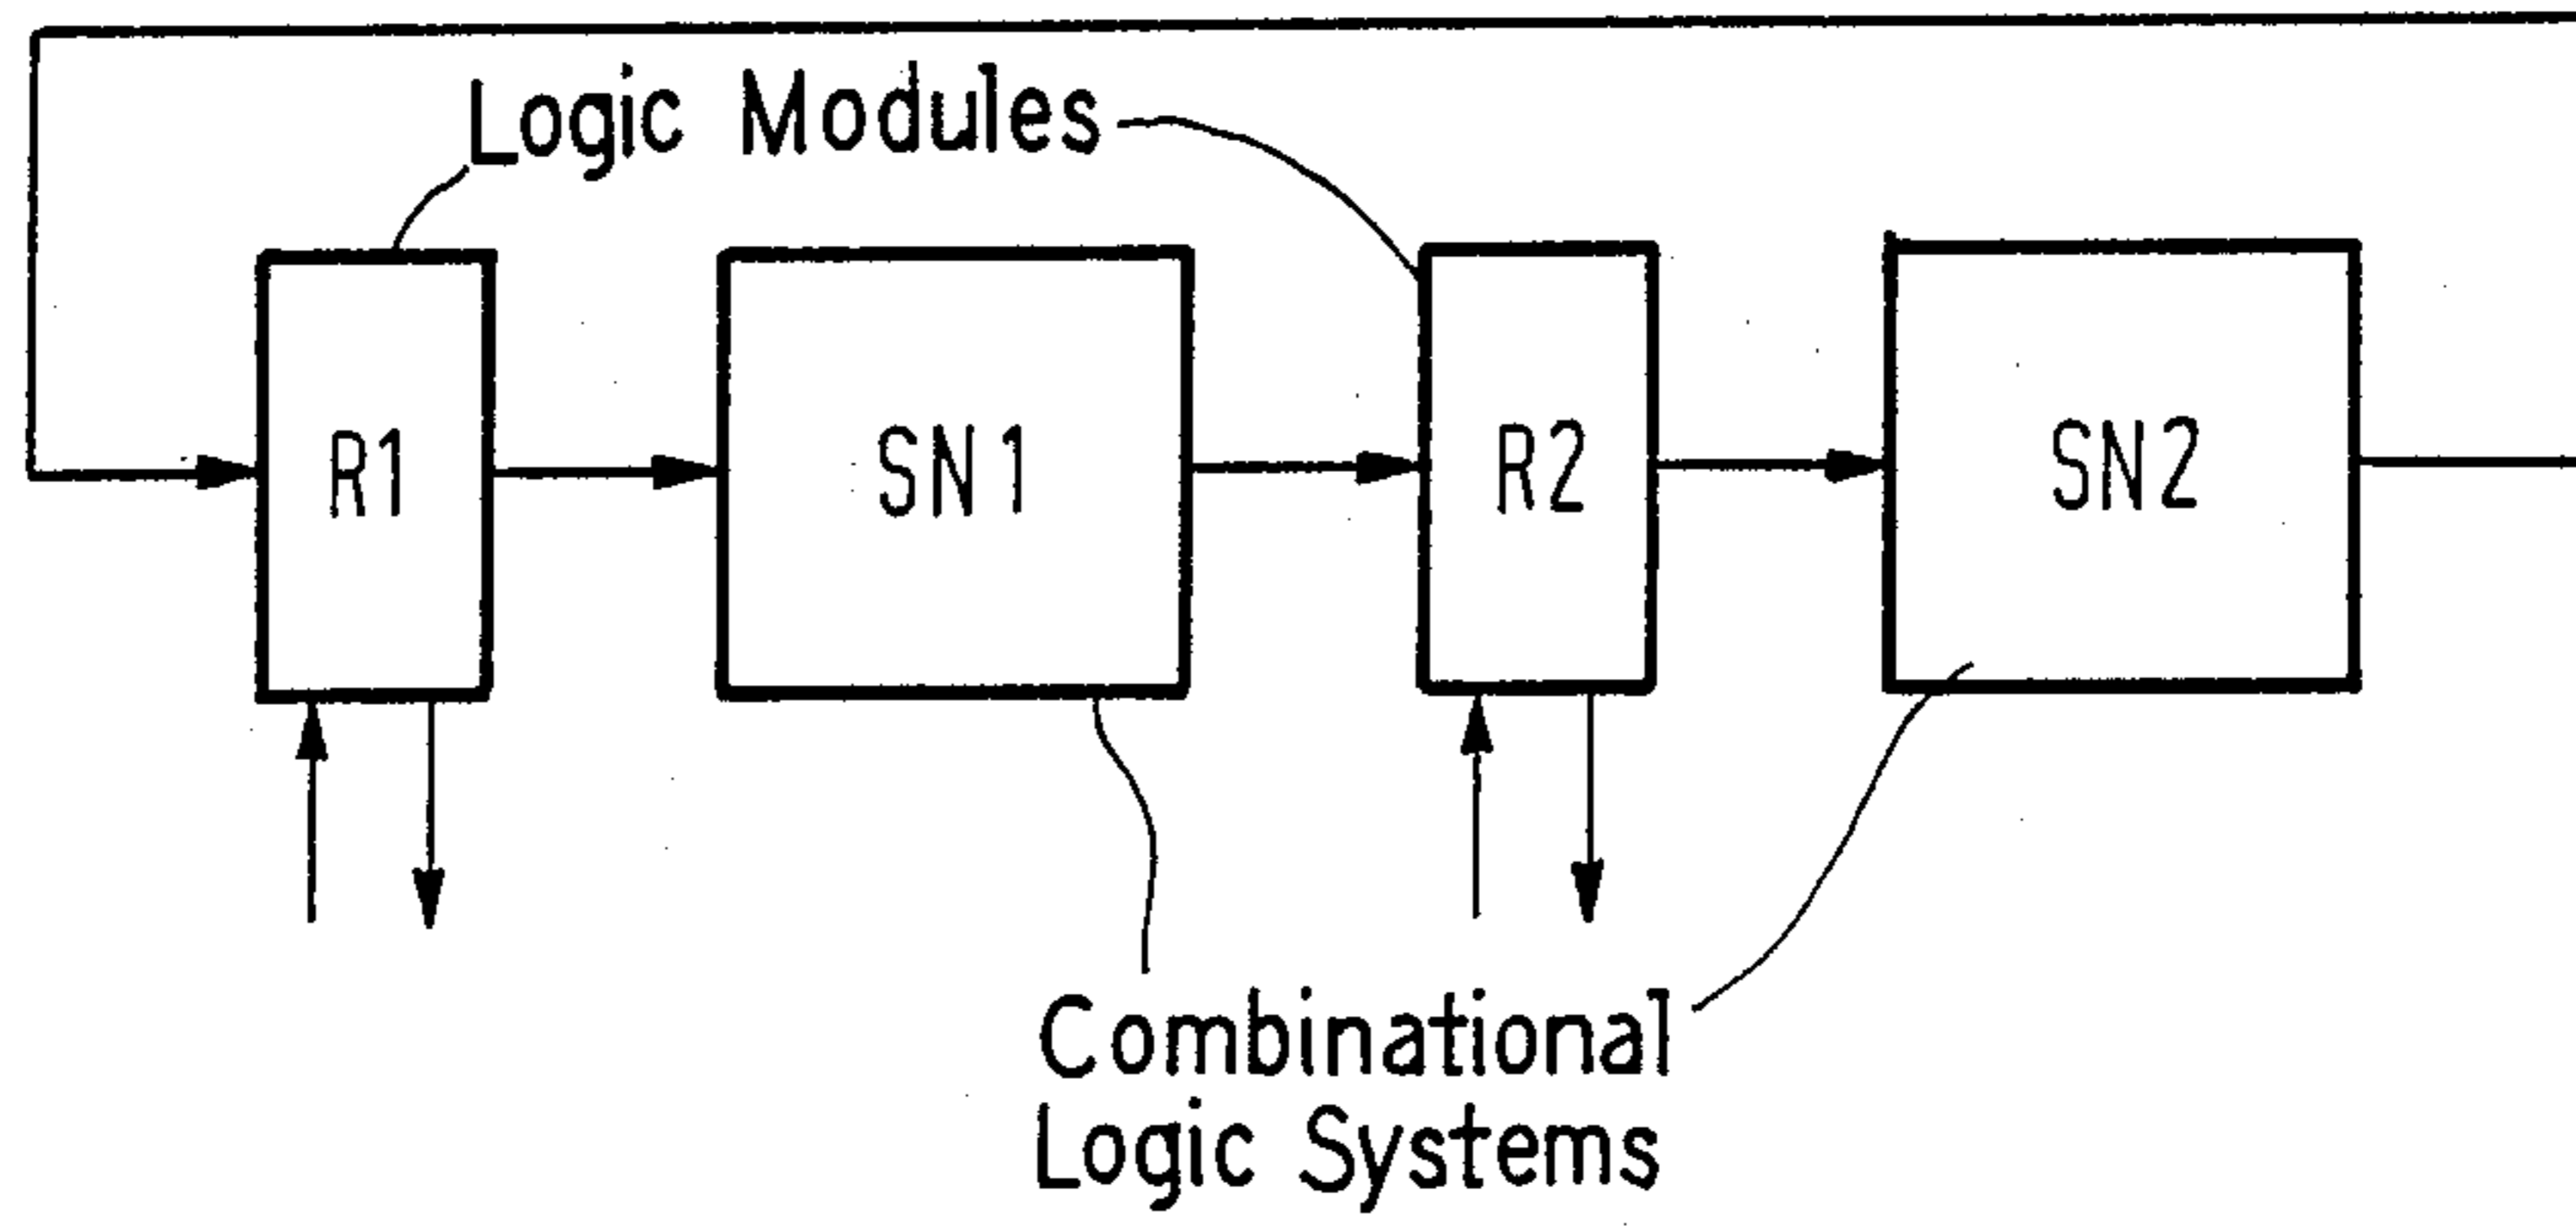 Logic Modules
R1
SN1
R2
SN2
Combinational
Logic Systems